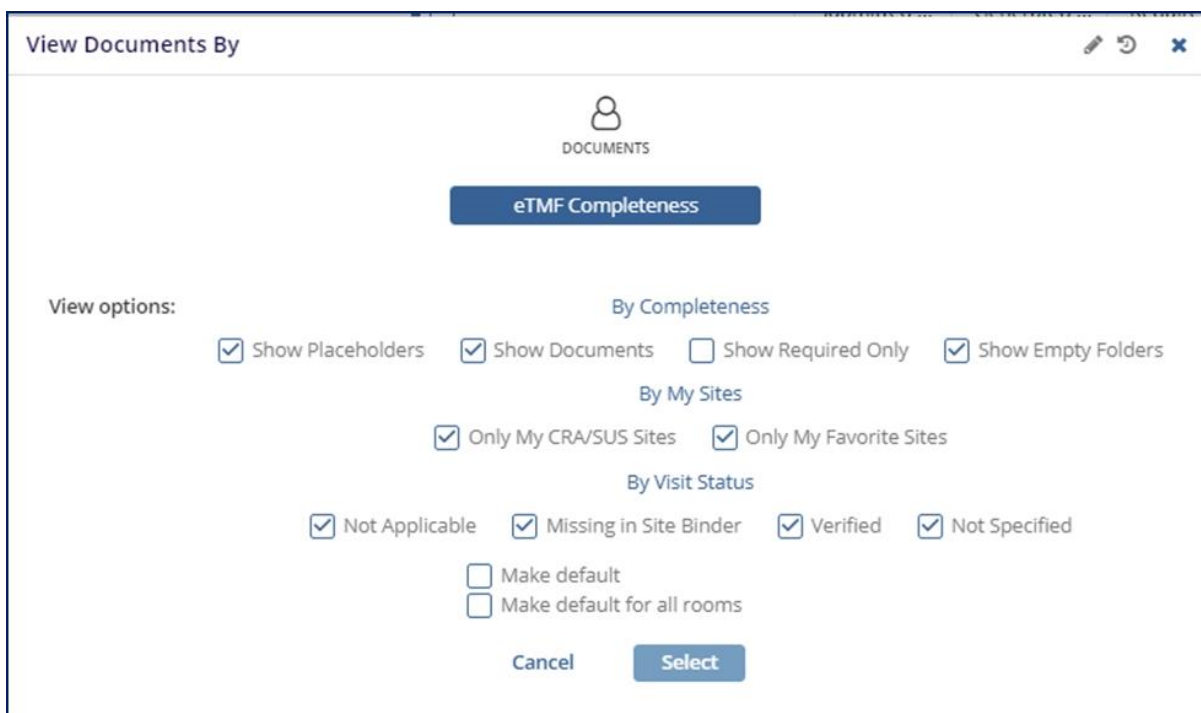 View Documents By
DOCUMENTS
eTMF Completeness
View options:
By Completeness
Show Placeholders Show Documents Show Required Only Show Empty Folders
By My Sites
Only My CRA/SUS Sites Only My Favorite Sites
By Visit Status
Not Applicable Missing in Site Binder Verified Not Specified
Make default
Make default for all rooms
Cancel Select